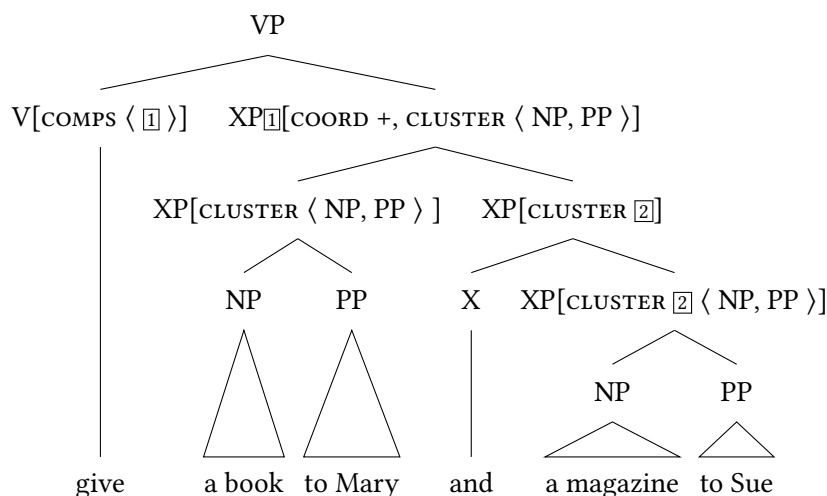 VP
V[COMPS ⟨ 1 ⟩] XP1[COORD +, CLUSTER ⟨ NP, PP ⟩]
XP[CLUSTER ⟨ NP, PP ⟩ ] XP[CLUSTER 2]
NP PP X XP[CLUSTER 2 ⟨ NP, PP ⟩]
NP PP
give a book to Mary and a magazine to Sue